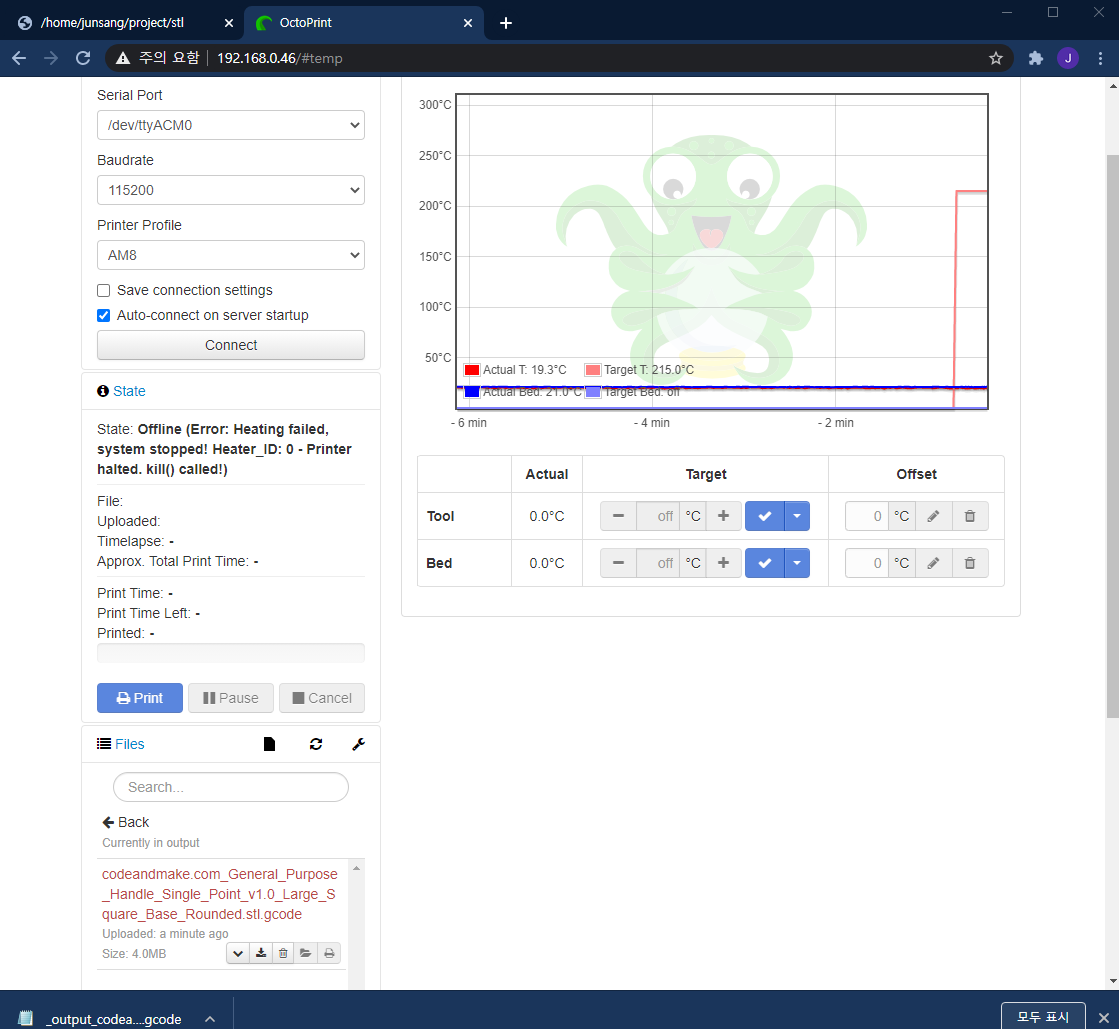 /home/junsang/project/stl
OctoPrint
주의 요함 192.168.0.46/#temp
J
Serial Port
/dev/ttyACM0
Baudrate
115200
Printer Profile
AM8
Save connection settings
Auto-connect on server startup
Connect
State
State: Offline (Error: Heating failed,
system stopped! Heater_ID: 0 - Printer
halted. kill() called!)
File:
Uploaded:
Timelapse: -
Approx. Total Print Time: -
Print Time: -
Print Time Left: -
Printed: -
Print Pause Cancel
Files
Search...
Back
Currently in output
codeandmake.com_General_Purpose
_Handle_Single_Point_v1.0_Large_S
quare_Base_Rounded.stl.gcode
Uploaded: a minute ago
Size: 4.0MB
300°C
250°C
200°C
150°C
100°C
50°C
Actual T: 19.3°C Target T: 215.0°C
Actual Bed: 21.0°C Target Bed: off
- 6 min - 4 min - 2 min
Actual Target Offset
Tool 0.0°C off °C 0 °C
Bed 0.0°C off °C 0 °C
_output_codea....gcode
모두 표시